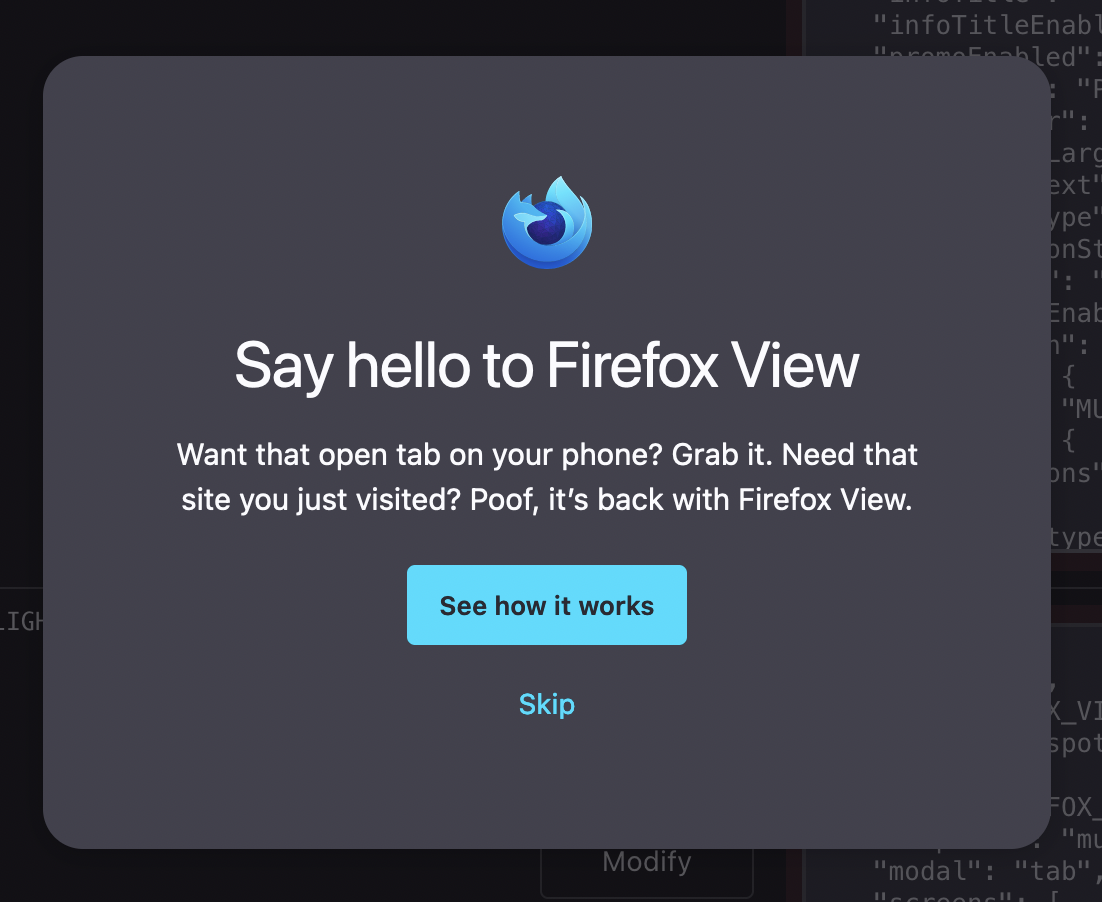 "infoTitleEnabl
"promoEnabled":
: "F
r":
_Larg
ext"
ype"
onSt
": "
Enab
n":
{
"MU
{
ons"
type
Say hello to Firefox View
Want that open tab on your phone? Grab it. Need that
site you just visited? Poof, it’s back with Firefox View.
See how it works
Skip
LIGH
X_VI
spot
FOX_
"mu
Modify
"modal": "tab",
"screens": [